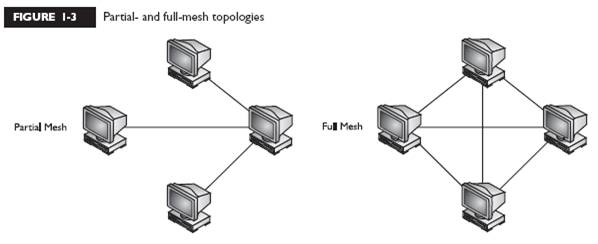 FIGURE 1-3 Partial- and full-mesh topologies
Partial Mesh
Full Mesh